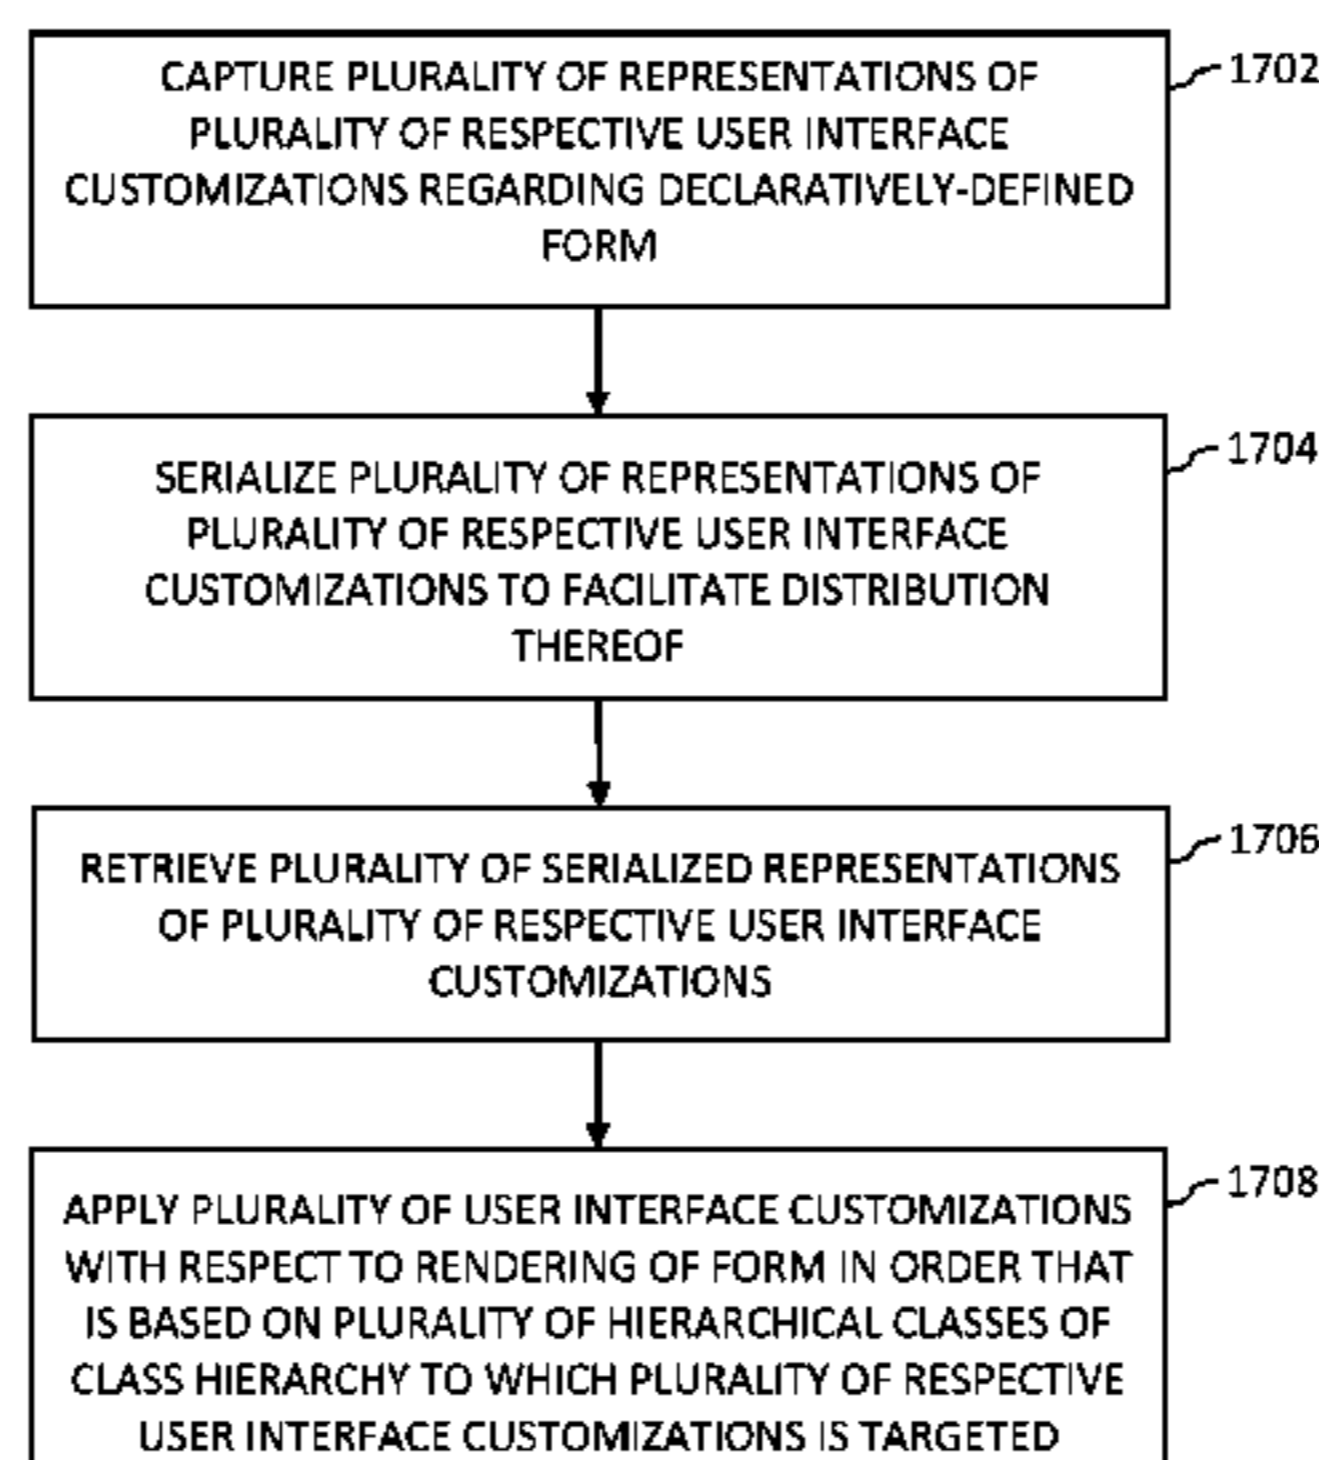 CAPTURE PLURALITY OF REPRESENTATIONS OF
PLURALITY OF RESPECTIVE USER INTERFACE
CUSTOMIZATIONS REGARDING DECLARATIVELY-DEFINED
FORM
1702
SERIALIZE PLURALITY OF REPRESENTATIONS OF
PLURALITY OF RESPECTIVE USER INTERFACE
CUSTOMIZATIONS TO FACILITATE DISTRIBUTION
THEREOF
1704
RETRIEVE PLURALITY OF SERIALIZED REPRESENTATIONS
OF PLURALITY OF RESPECTIVE USER INTERFACE
CUSTOMIZATIONS
1706
APPLY PLURALITY OF USER INTERFACE CUSTOMIZATIONS
WITH RESPECT TO RENDERING OF FORM IN ORDER THAT
IS BASED ON PLURALITY OF HIERARCHICAL CLASSES OF
CLASS HIERARCHY TO WHICH PLURALITY OF RESPECTIVE
USER INTERFACE CUSTOMIZATIONS IS TARGETED
1708